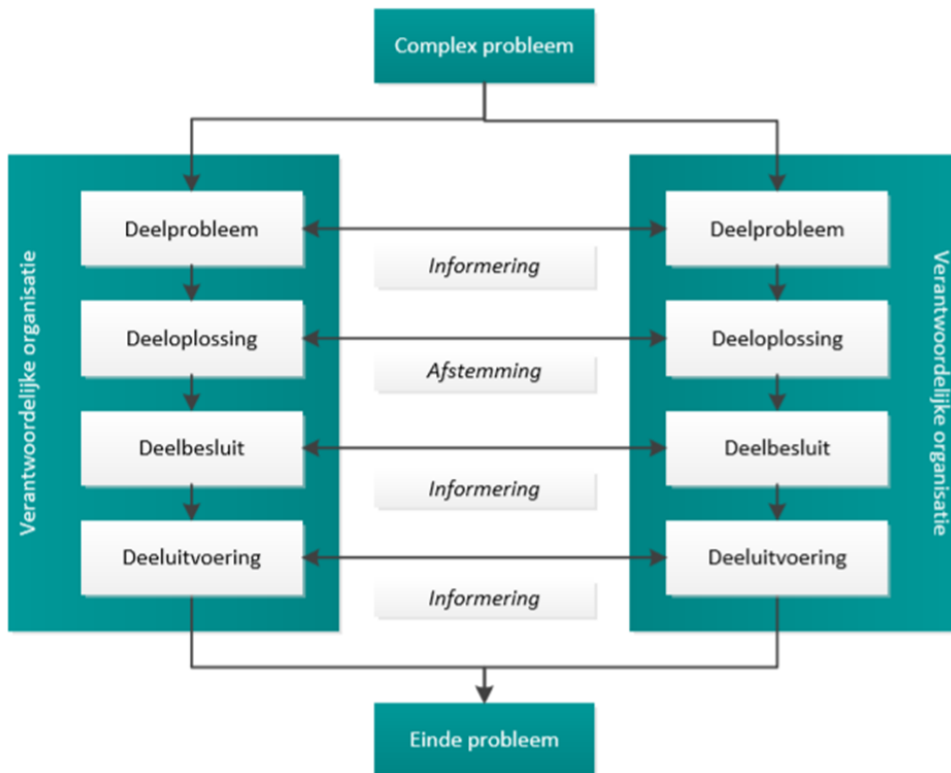 Complex probleem
Verantwoordelijke organisatie
Deelprobleem
Informering
Deelprobleem
Verantwoordelijke organisatie
Deeloplossing
Afstemming
Deeloplossing
Deelbesluit
Informering
Deelbesluit
Deeluitvoering
Informering
Deeluitvoering
Einde probleem